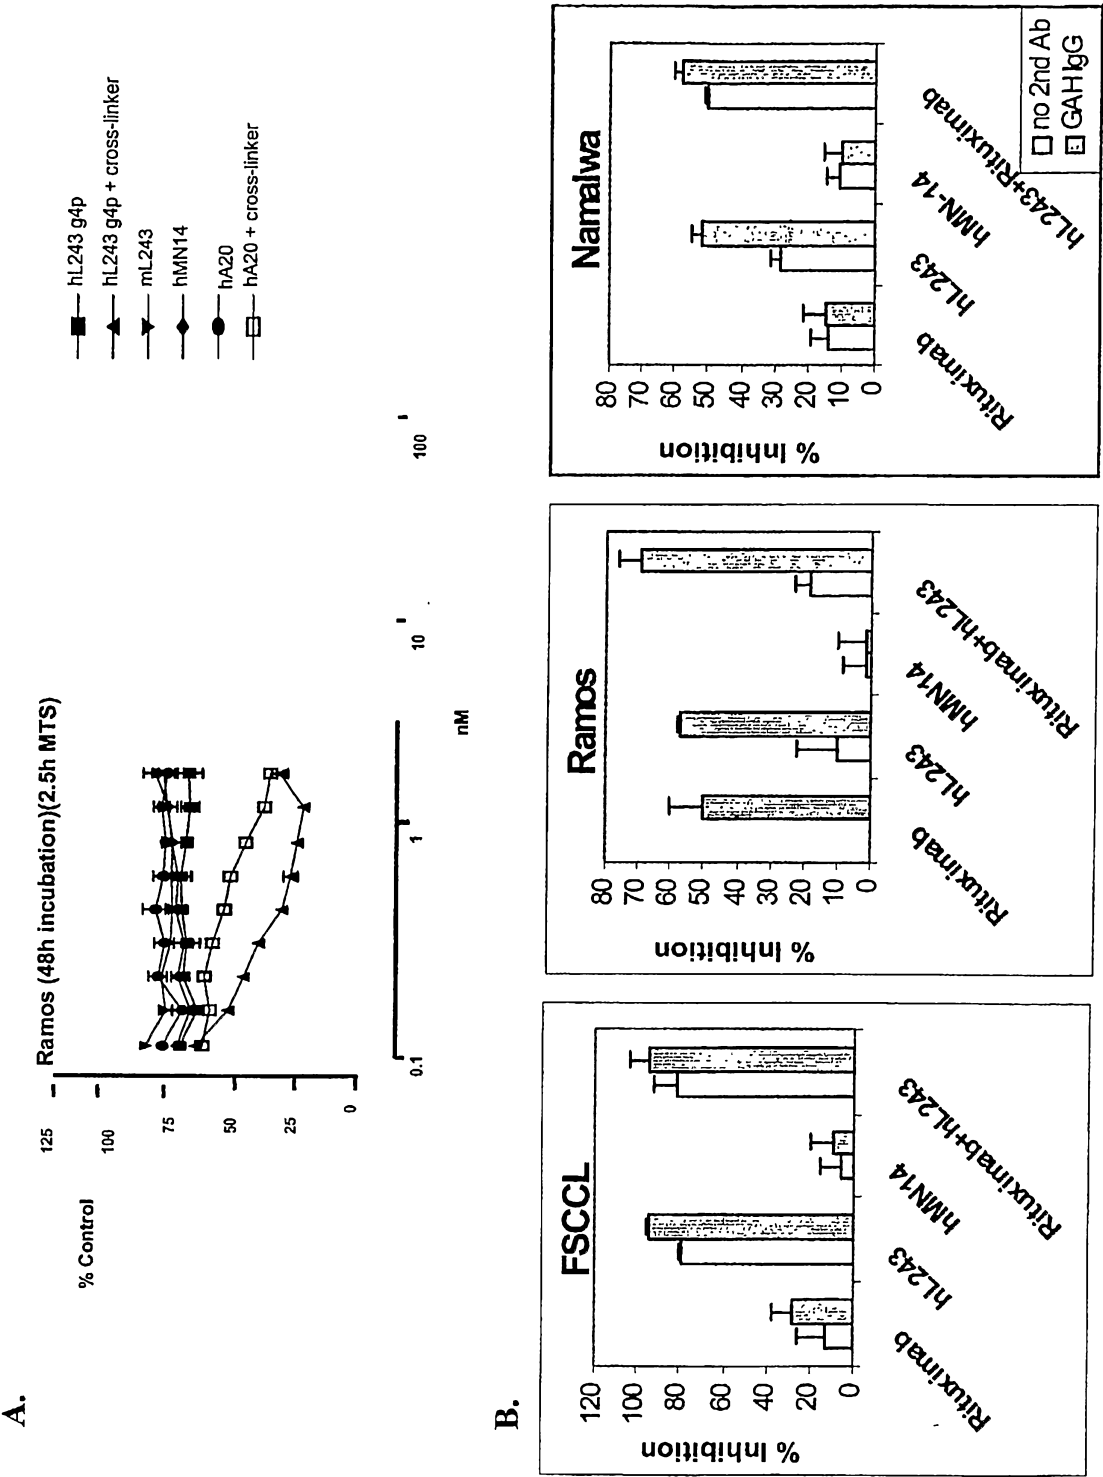 A.
Ramos (48h incubation)(2.5h MTS)
% Control
125
100
75
50
25
0
0.1
1
10
100
nM
hL243 g4p
hL243 g4p + cross-linker
mL243
hMN14
hA20
hA20 + cross-linker
B.
FSCCL
% Inhibition
120
100
80
60
40
20
0
Rituximab
hL243
hMN14
Rituximab+hL243
Ramos
% Inhibition
80
70
60
50
40
30
20
10
0
Rituximab
hL243
hMN14
Rituximab+hL243
Namalwa
% Inhibition
80
70
60
50
40
30
20
10
0
Rituximab
hL243
hMN-14
hL243+Rituximab
no 2nd Ab
GAH IgG